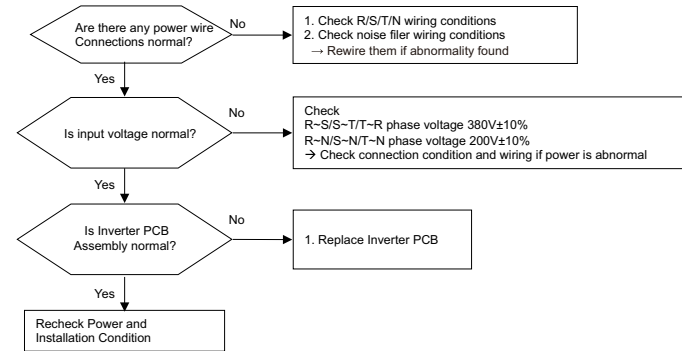 Are there any power wire
Connections normal?
No
1. Check R/S/T/N wiring conditions
2. Check noise filer wiring conditions
→ Rewire them if abnormality found
Yes
Is input voltage normal?
No
Check
R~S/S~T/T~R phase voltage 380V±10%
R~N/S~N/T~N phase voltage 200V±10%
→ Check connection condition and wiring if power is abnormal
Yes
Is Inverter PCB
Assembly normal?
No
1. Replace Inverter PCB
Yes
Recheck Power and
Installation Condition